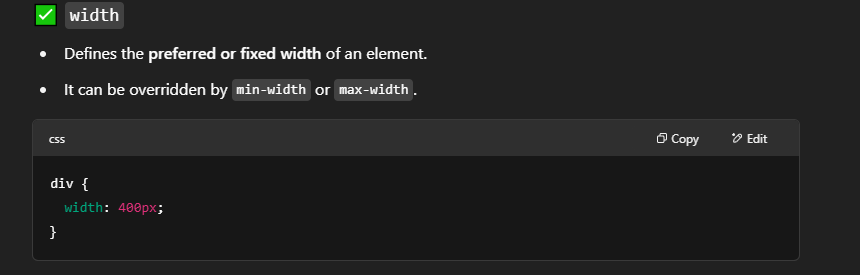 ✅ width
• Defines the preferred or fixed width of an element.
• It can be overridden by min-width or max-width.
css Copy Edit
div {
  width: 400px;
}